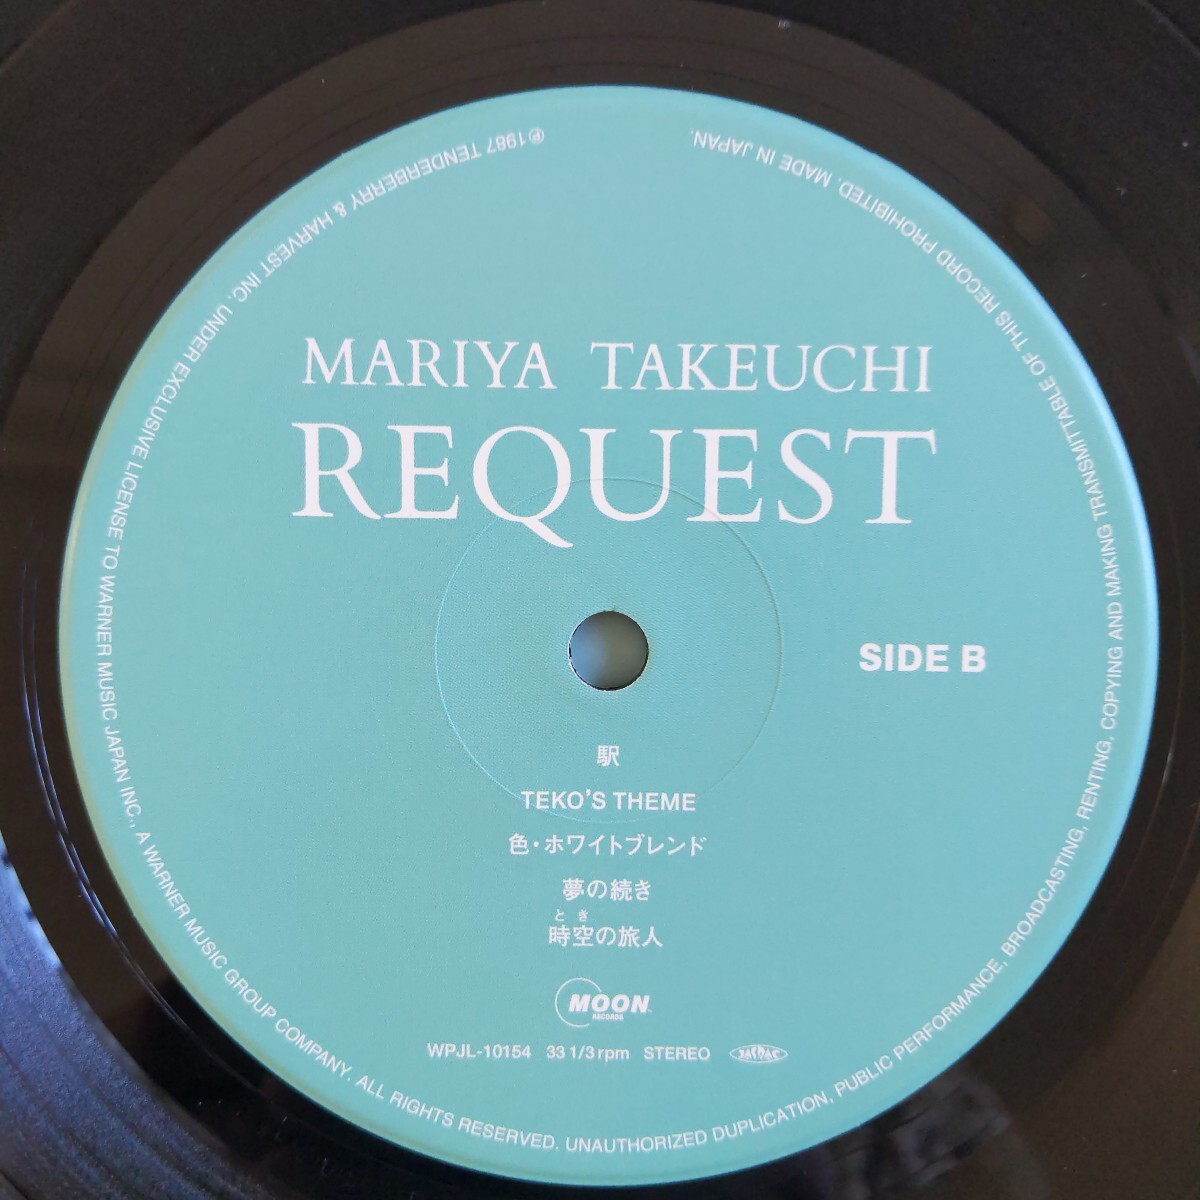 MARIYA TAKEUCHI
REQUEST
SIDE B
駅
TEKO'S THEME
色・ホワイトブレンド
夢の続き
とき
時空の旅人
MOON
RECORDS
WPJL-10154 33 1/3 rpm STEREO
℗1987 TENDERBERRY & HARVEST INC. UNDER EXCLUSIVE LICENSE TO WARNER MUSIC JAPAN INC., A WARNER MUSIC GROUP COMPANY. ALL RIGHTS RESERVED. UNAUTHORIZED DUPLICATION, PUBLIC PERFORMANCE, BROADCASTING, RENTING, COPYING AND MAKING TRANSMITTABLE OF THIS RECORD PROHIBITED. MADE IN JAPAN.